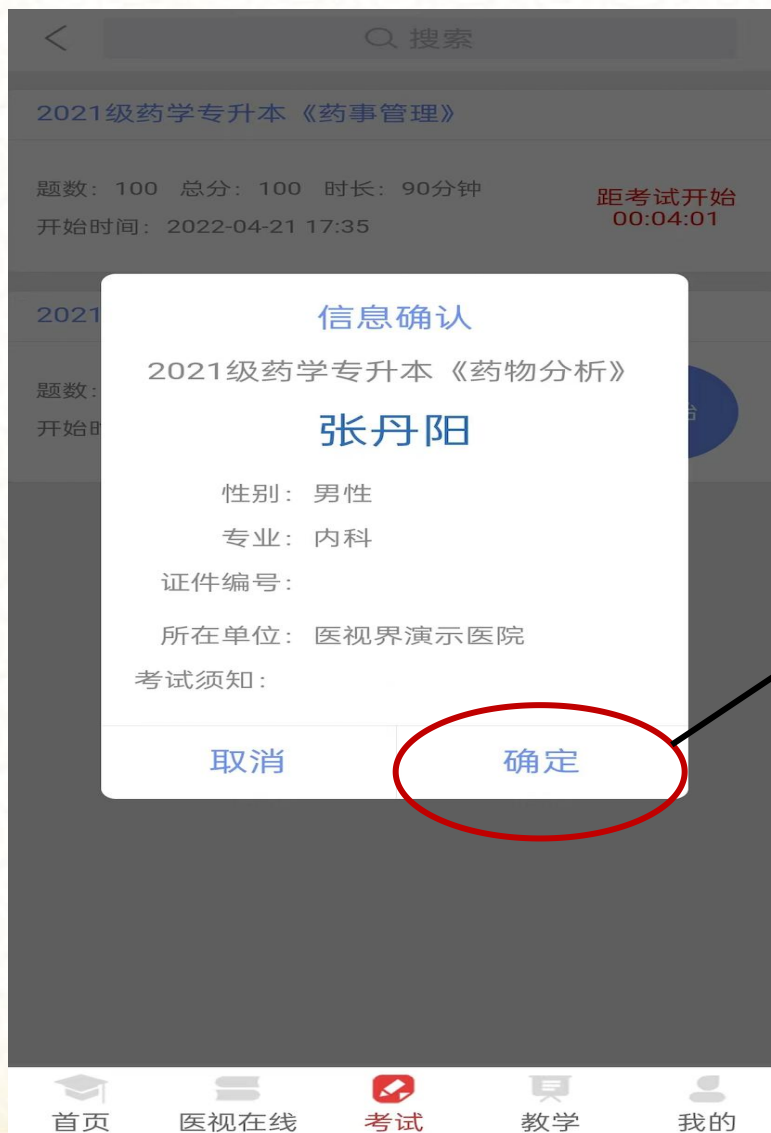 搜索
2021级药学专升本《药事管理》
题数：100 总分：100 时长：90分钟
开始时间：2022-04-21 17:35
距考试开始
00:04:01
2021
题数：
开始时
信息确认
2021级药学专升本《药物分析》
张丹阳
性别：男性
专业：内科
证件编号：
所在单位：医视界演示医院
考试须知：
取消 确定
首页 医视在线 考试 教学 我的